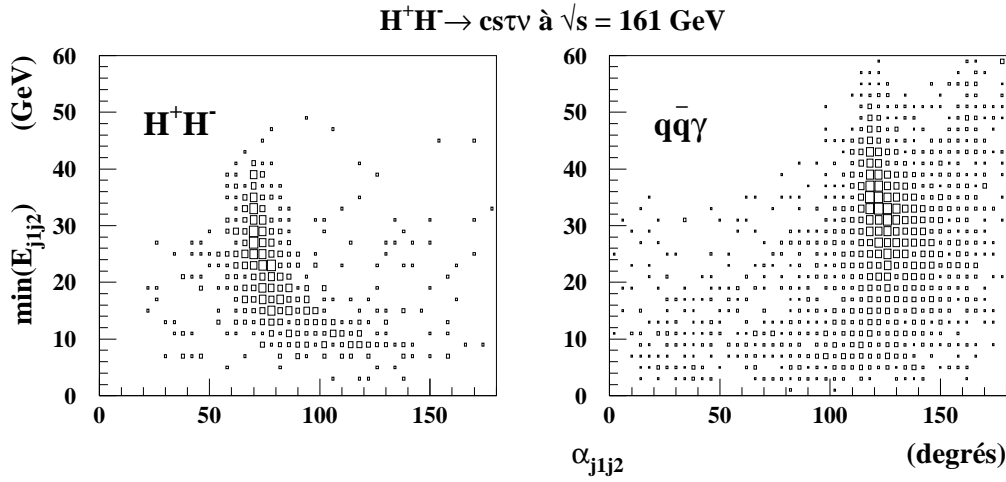 H⁺H⁻→ csτν à √s = 161 GeV
min(E_j1j2) (GeV)
60
50
40
30
20
10
0
H⁺H⁻
0 50 100 150
60
50
40
30
20
10
0
qq̄γ
0 50 100 150
α_j1j2 (degrés)